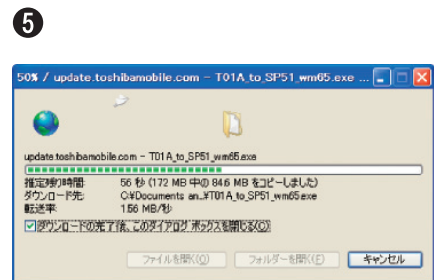 5
50% / update.toshibamobile.com - T01A_to_SP51_wm65.exe ...
update.toshibamobile.com - T01A_to_SP51_wm65.exe
推定残り時間: 56 秒 (172 MB 中の 84.6 MB をコピーしました)
ダウンロード先: C:¥Documents an...¥T01A_to_SP51_wm65.exe
転送率: 1.56 MB/秒
ダウンロードの完了後、このダイアログ ボックスを閉じる(C)
ファイルを開く(O) フォルダーを開く(F) キャンセル